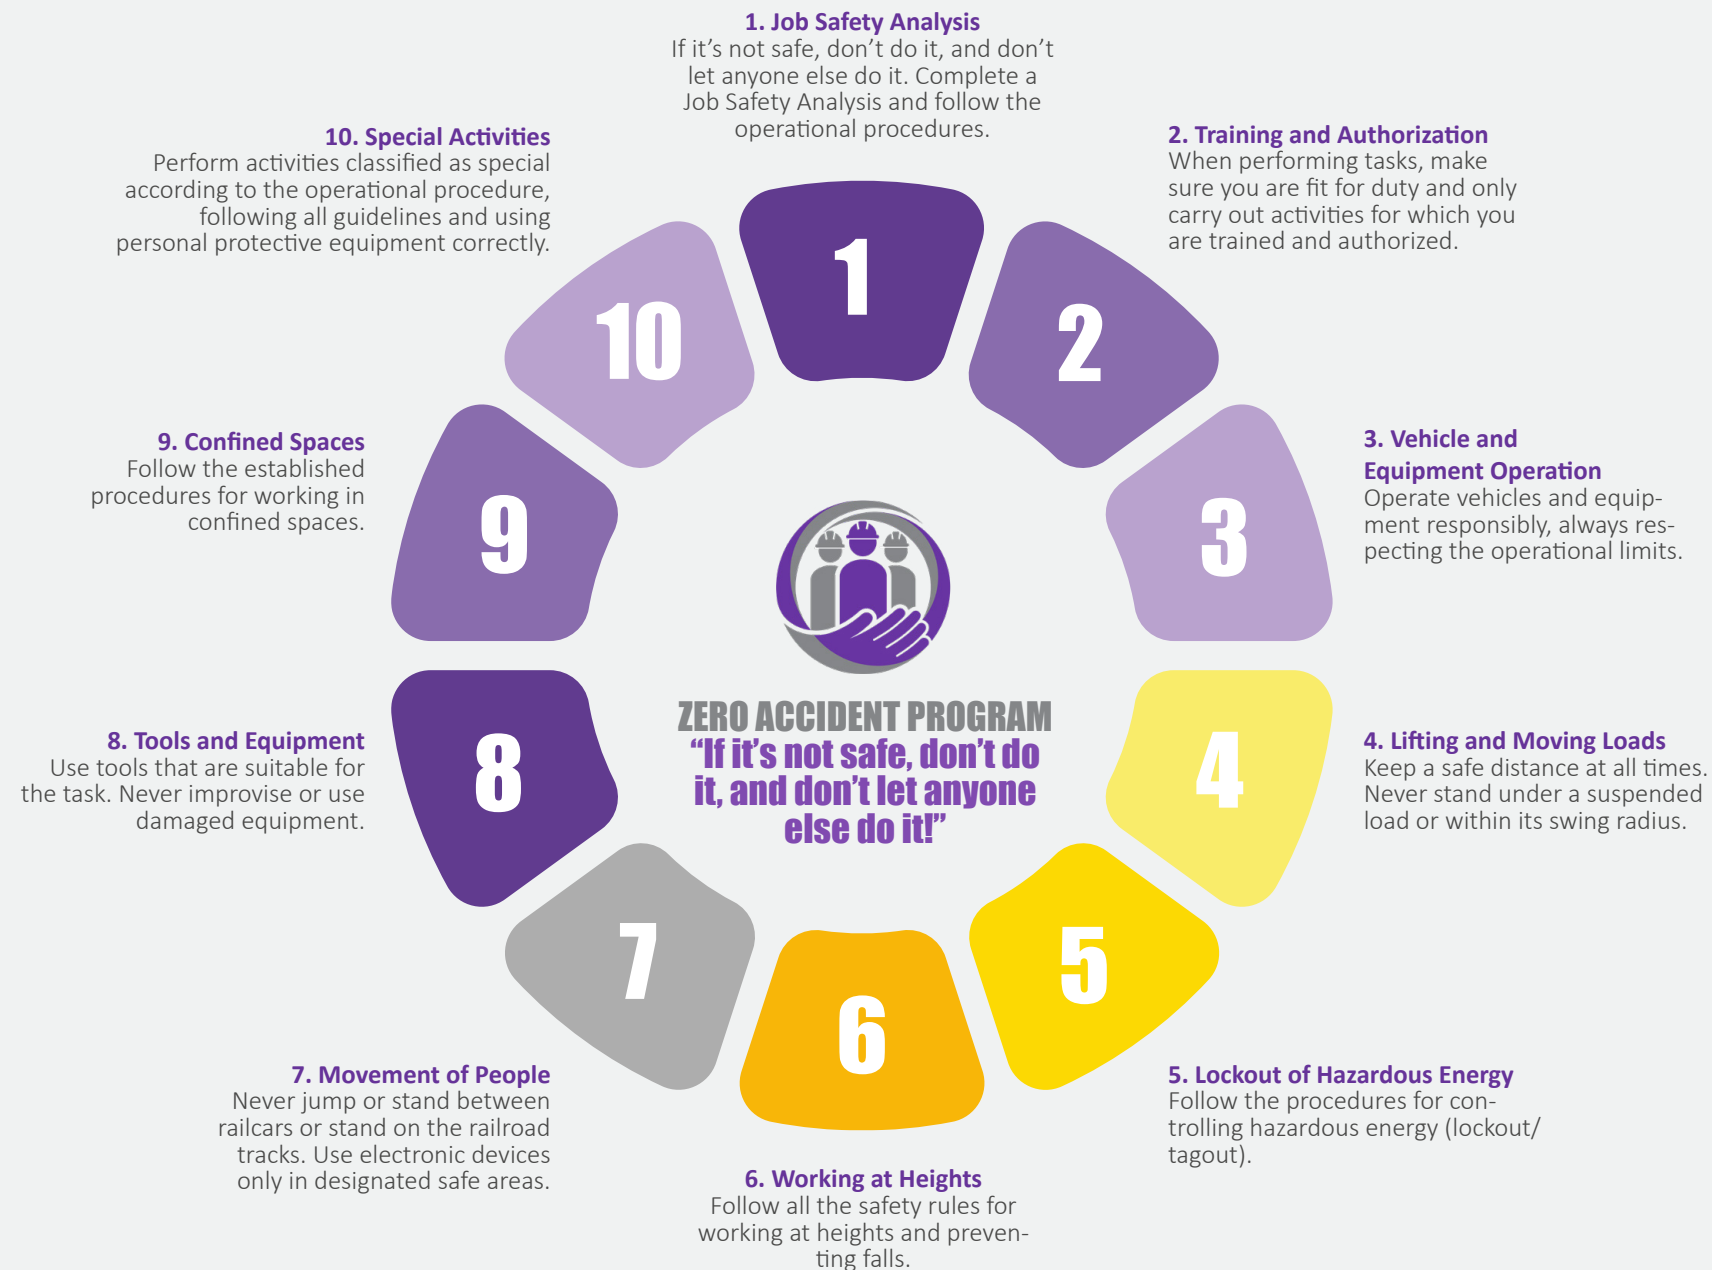 1. Job Safety Analysis
If it's not safe, don't do it, and don't
let anyone else do it. Complete a
Job Safety Analysis and follow the
operational procedures.
2. Training and Authorization
When performing tasks, make
sure you are fit for duty and only
carry out activities for which you
are trained and authorized.
3. Vehicle and
Equipment Operation
Operate vehicles and equip-
ment responsibly, always res-
pecting the operational limits.
4. Lifting and Moving Loads
Keep a safe distance at all times.
Never stand under a suspended
load or within its swing radius.
5. Lockout of Hazardous Energy
Follow the procedures for con-
trolling hazardous energy (lockout/
tagout).
6. Working at Heights
Follow all the safety rules for
working at heights and preven-
ting falls.
7. Movement of People
Never jump or stand between
railcars or stand on the railroad
tracks. Use electronic devices
only in designated safe areas.
8. Tools and Equipment
Use tools that are suitable for
the task. Never improvise or use
damaged equipment.
9. Confined Spaces
Follow the established
procedures for working in
confined spaces.
10. Special Activities
Perform activities classified as special
according to the operational procedure,
following all guidelines and using
personal protective equipment correctly.
1
2
3
4
5
6
7
8
9
10
ZERO ACCIDENT PROGRAM
“If it's not safe, don't do
it, and don't let anyone
else do it!”